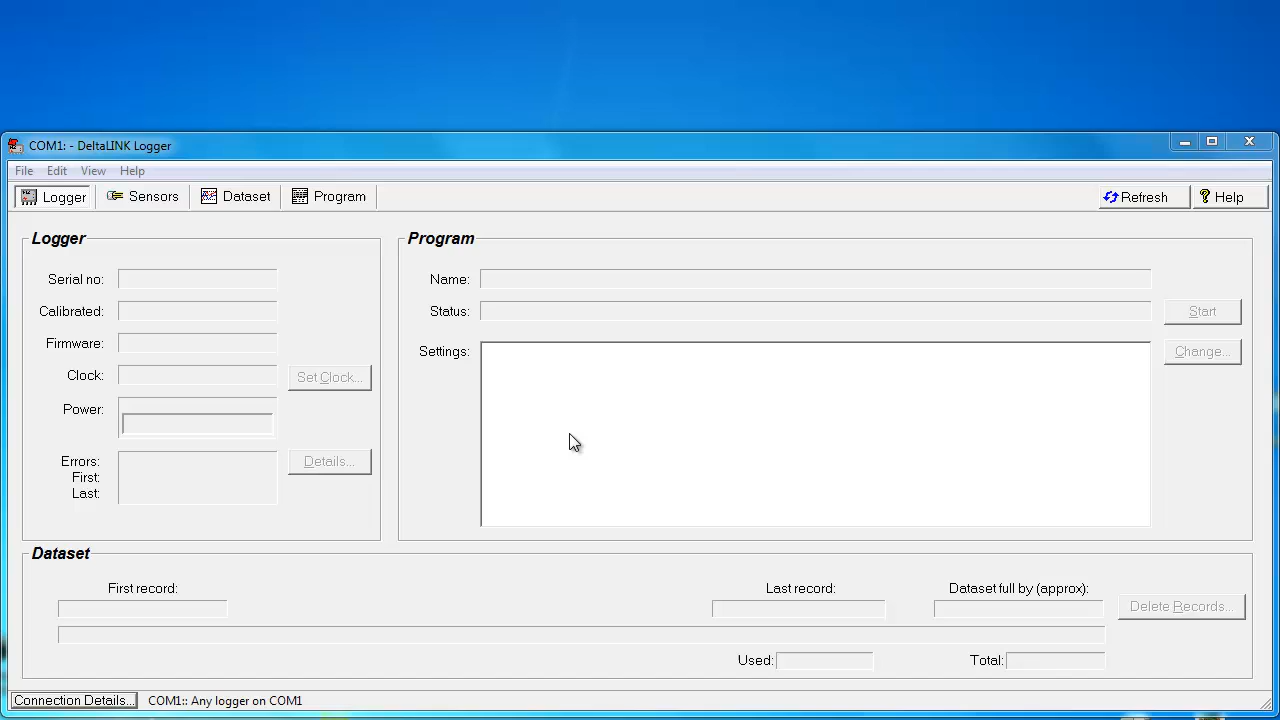 COM1: - DeltaLINK Logger
File Edit View Help
Logger Sensors Dataset Program Refresh Help
Logger
Serial no:
Calibrated:
Firmware:
Clock: Set Clock...
Power:
Errors: Details...
First:
Last:
Program
Name:
Status: Start
Settings: Change...
Dataset
First record: Last record: Dataset full by (approx):
Delete Records...
Used: Total:
Connection Details... COM1:: Any logger on COM1